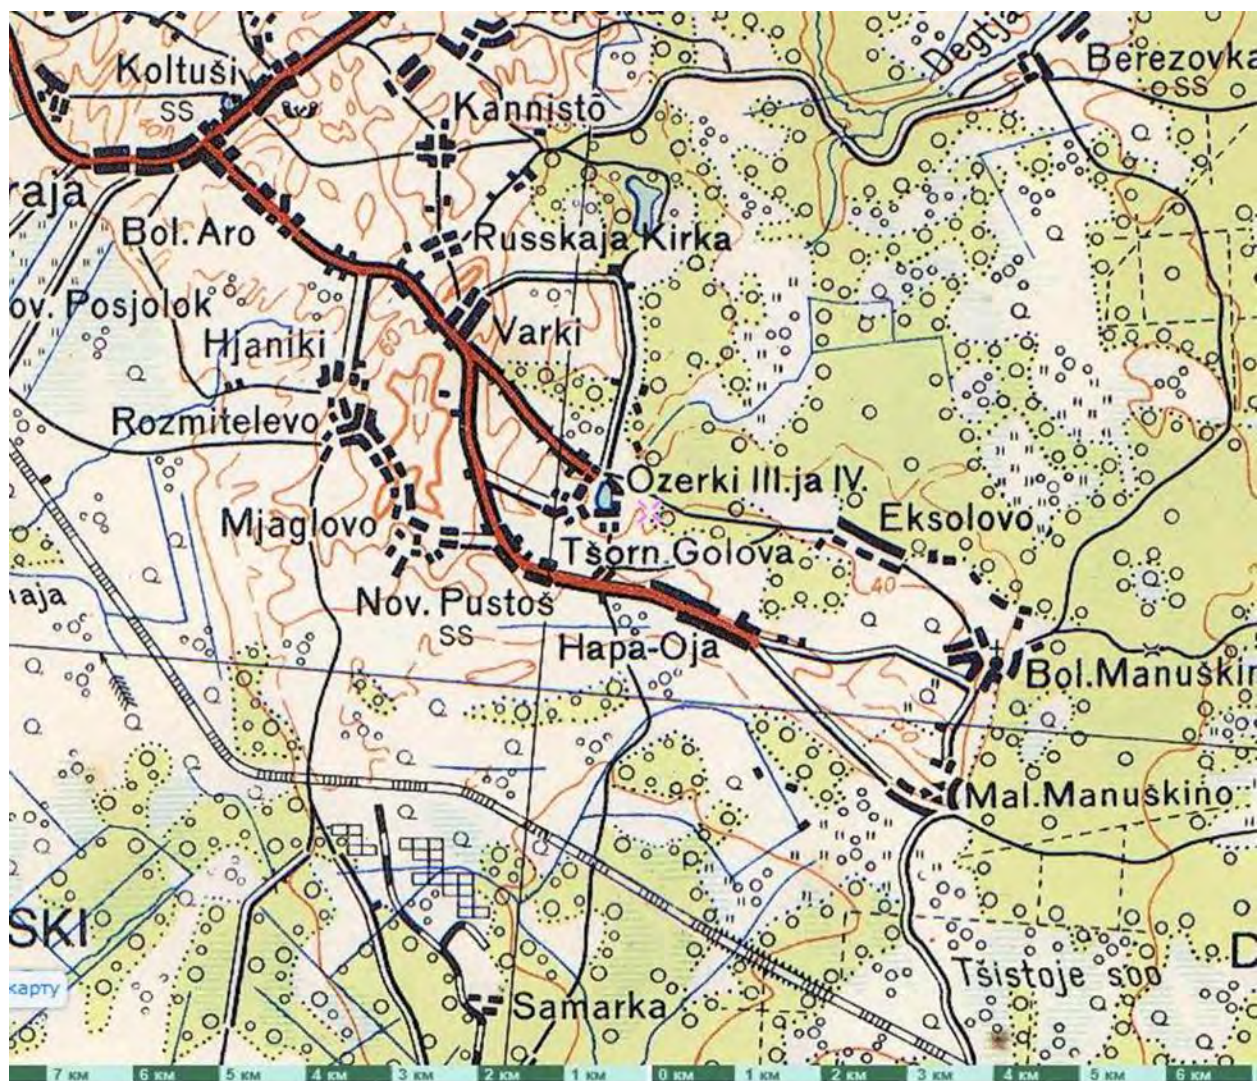 Koltuši
SS
Kannistô
Degtja
Berezovka
SS
raja
Bol. Aro
Russkaja Kirka
ov. Posjolok
Hjaniki
Varki
Rozmitelevo
Ozerki III.ja IV.
Mjaglovo
Eksolovo
Tšorn.Golova
40
naja
Nov. Pustoš
SS
Hapa-Oja
Bol.Manuškin
Mal.Manuškino
SKI
D
карту
Tšistoje soo
Samarka
7 км 6 км 5 км 4 км 3 км 2 км 1 км 0 км 1 км 2 км 3 км 4 км 5 км 6 км